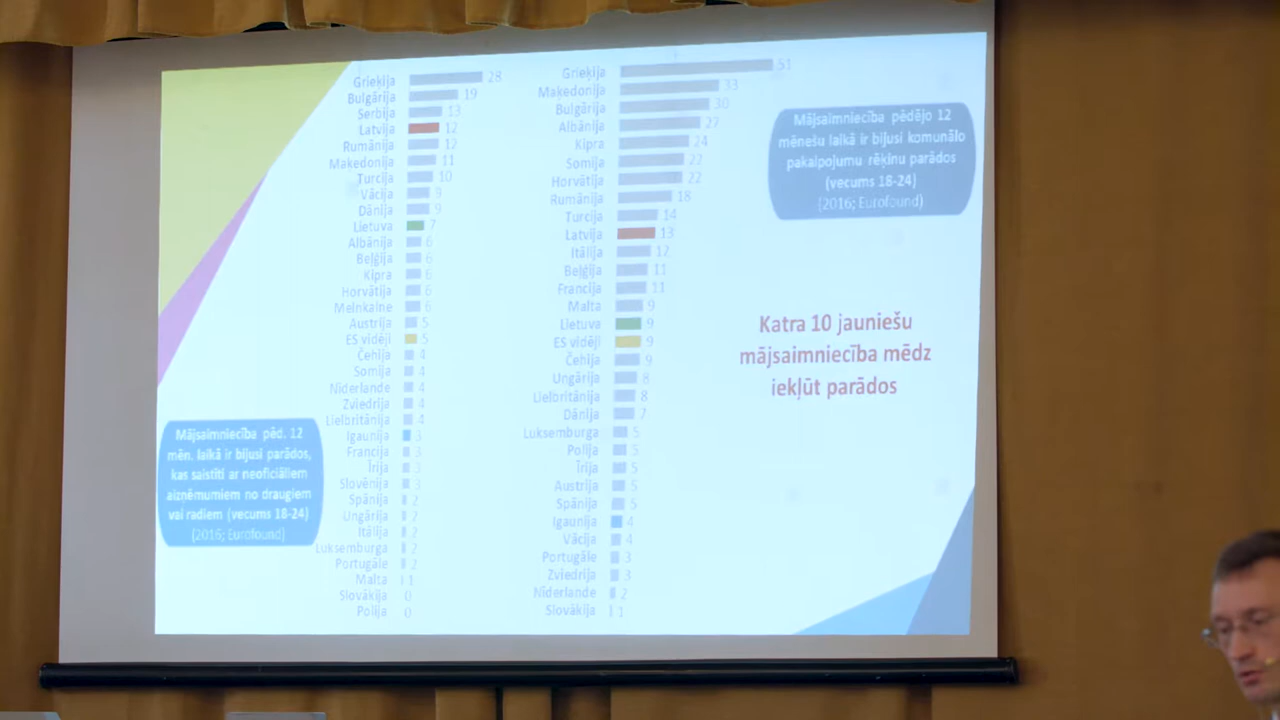 Grieķija 28
Bulgārija 19
Serbija 13
Latvija 12
Rumānija 12
Maķedonija 11
Turcija 10
Vācija 9
Dānija 9
Lietuva 7
Albānija 6
Beļģija 6
Kipra 6
Horvātija 6
Melnkalne 6
Austrija 5
ES vidēji 5
Čehija 4
Somija 4
Nīderlande 4
Zviedrija 4
Lielbritānija 4
Igaunija 3
Francija 3
Īrija 3
Slovēnija 3
Spānija 2
Ungārija 2
Itālija 2
Luksemburga 2
Portugāle 2
Malta 1
Slovākija 0
Polija 0
Mājsaimniecība pēd. 12
mēn. laikā ir bijusi parādos,
kas saistīti ar neoficiāliem
aizņēmumiem no draugiem
vai radiem (vecums 18-24)
(2016; Eurofound)
Grieķija 51
Maķedonija 33
Bulgārija 30
Albānija 27
Kipra 24
Somija 22
Horvātija 22
Rumānija 18
Turcija 14
Latvija 13
Itālija 12
Beļģija 11
Francija 11
Malta 9
Lietuva 9
ES vidēji 9
Čehija 9
Ungārija 8
Lielbritānija 8
Dānija 7
Luksemburga 5
Polija 5
Īrija 5
Austrija 5
Spānija 5
Igaunija 4
Vācija 4
Portugāle 3
Zviedrija 3
Nīderlande 2
Slovākija 1
Mājsaimniecība pēdējo 12
mēnešu laikā ir bijusi komunālo
pakalpojumu rēķinu parādos
(vecums 18-24)
(2016; Eurofound)
Katra 10 jauniešu
mājsaimniecība mēdz
iekļūt parādos